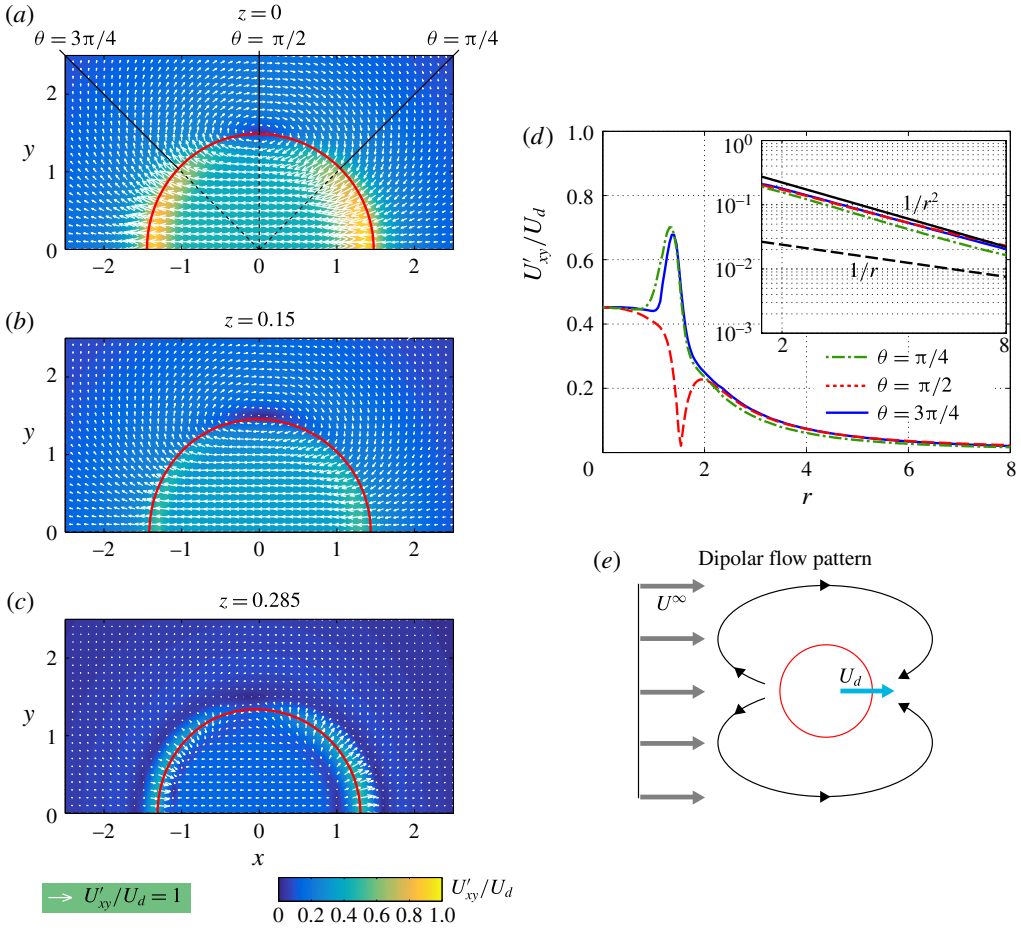 (a)
z = 0
θ = 3π/4
θ = π/2
θ = π/4
2
y
1
0
−2
−1
0
1
2
(b)
z = 0.15
2
y
1
0
−2
−1
0
1
2
(c)
z = 0.285
2
y
1
0
−2
−1
0
1
2
x
U′xy/Ud = 1
U′xy/Ud
0
0.2
0.4
0.6
0.8
1.0
(d)
1.0
0.8
0.6
0.4
0.2
U′xy/Ud
0
2
4
6
8
r
10⁰
10⁻¹
10⁻²
10⁻³
2
8
1/r²
1/r
θ = π/4
θ = π/2
θ = 3π/4
(e)
Dipolar flow pattern
U∞
Ud